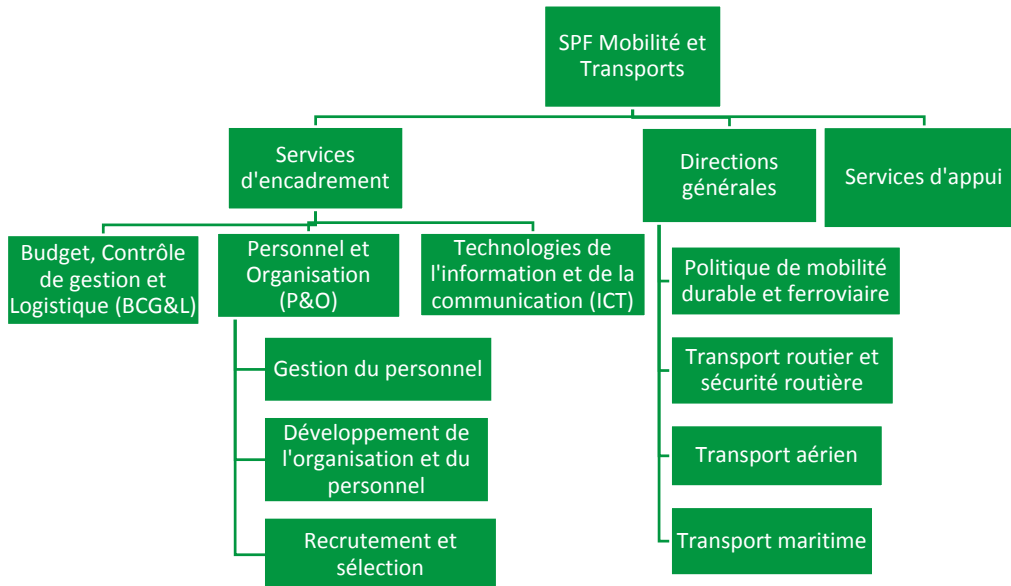 SPF Mobilité et
Transports
Services
d'encadrement
Directions
générales
Services d'appui
Budget, Contrôle
de gestion et
Logistique (BCG&L)
Personnel et
Organisation
(P&O)
Technologies de
l'information et de la
communication (ICT)
Gestion du personnel
Développement de
l'organisation et du
personnel
Recrutement et
sélection
Politique de mobilité
durable et ferroviaire
Transport routier et
sécurité routière
Transport aérien
Transport maritime